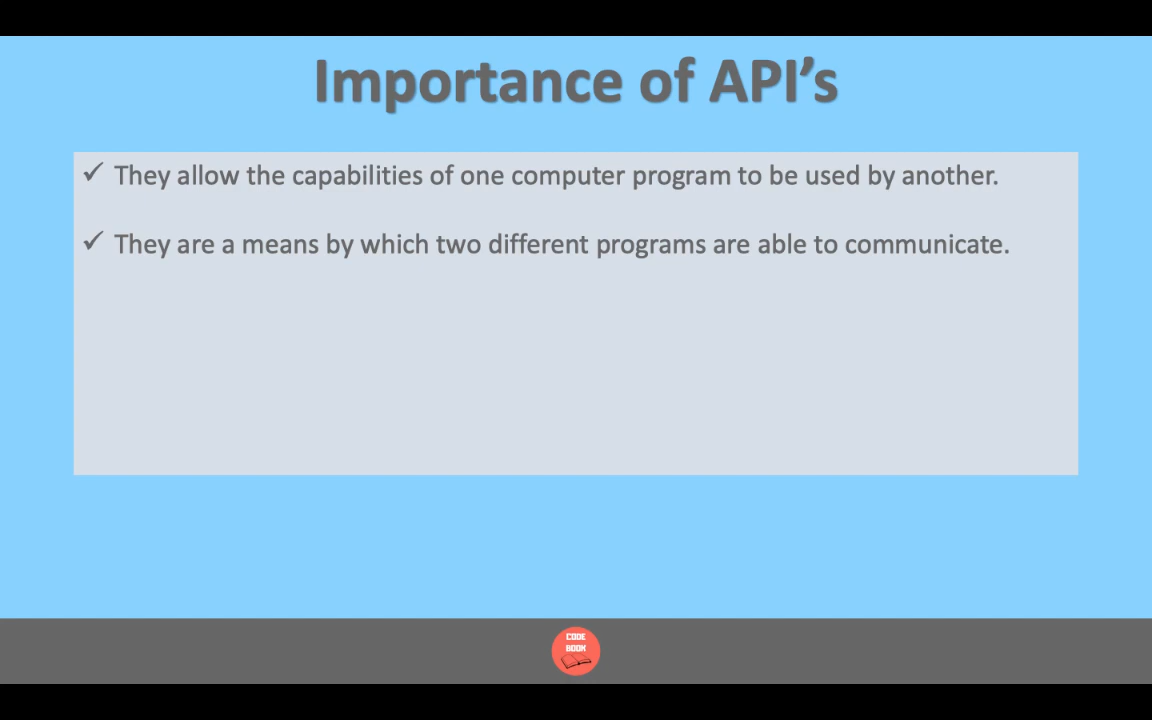 Importance of API’s
✓ They allow the capabilities of one computer program to be used by another.
✓ They are a means by which two different programs are able to communicate.
CODE
BOOK